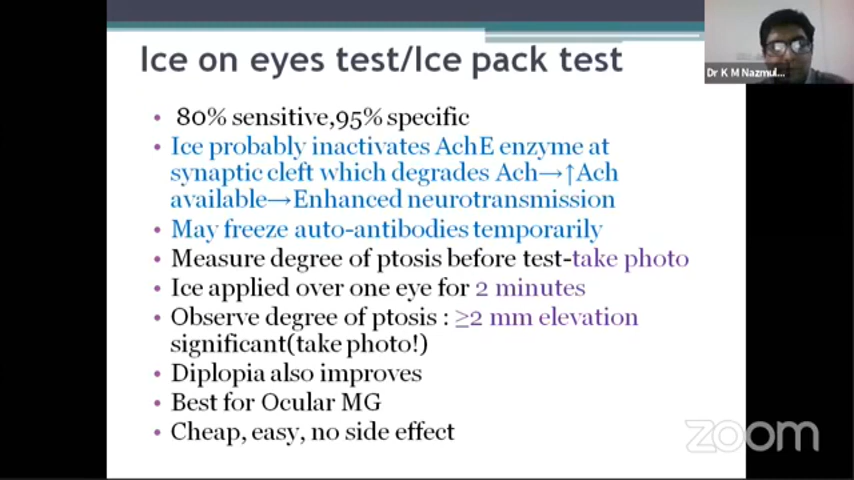 Ice on eyes test/Ice pack test
Dr K M Nazmul...
• 80% sensitive,95% specific
• Ice probably inactivates AchE enzyme at
synaptic cleft which degrades Ach→↑Ach
available→Enhanced neurotransmission
• May freeze auto-antibodies temporarily
• Measure degree of ptosis before test-take photo
• Ice applied over one eye for 2 minutes
• Observe degree of ptosis : ≥2 mm elevation
significant(take photo!)
• Diplopia also improves
• Best for Ocular MG
• Cheap, easy, no side effect
zoom